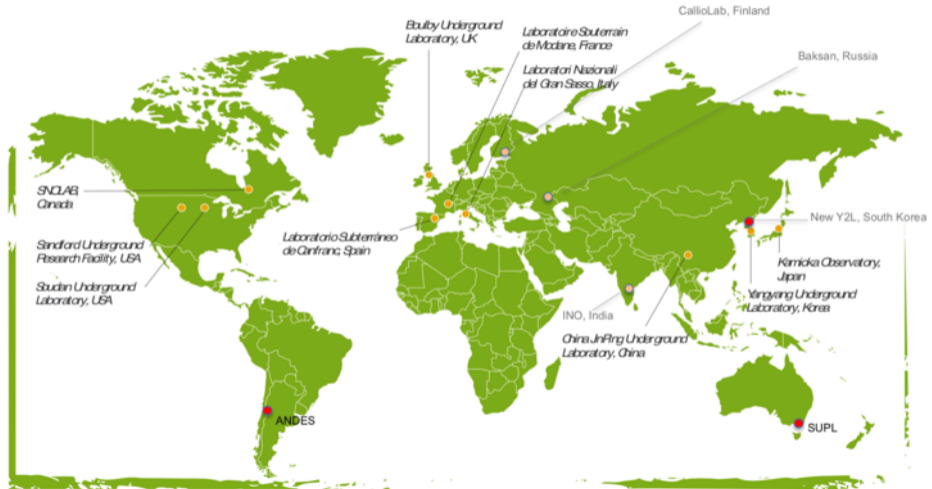 CallioLab, Finland
Boulby Underground
Laboratory, UK
Laboratoire Souterrain
de Modane, France
Baksan, Russia
Laboratori Nazionali
del Gran Sasso, Italy
SNOLAB,
Canada
New Y2L, South Korea
Laboratorio Subterráneo
de Canfranc, Spain
Sandford Underground
Research Facility, USA
Kamioka Observatory,
Japan
Soudan Underground
Laboratory, USA
Yangyang Underground
Laboratory, Korea
INO, India
China JinPing Underground
Laboratory, China
ANDES
SUPL